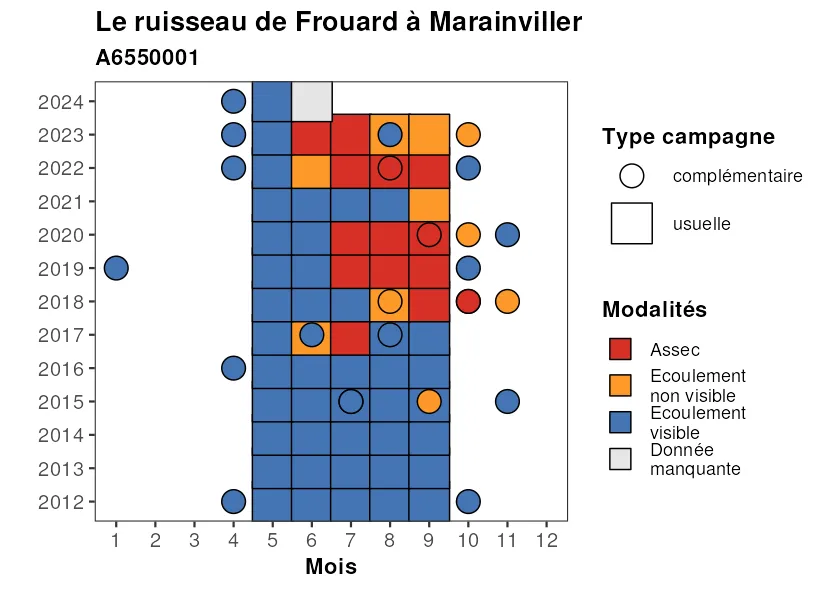 Le ruisseau de Frouard à Marainviller
A6550001
2024
2023
2022
2021
2020
2019
2018
2017
2016
2015
2014
2013
2012
1 2 3 4 5 6 7 8 9 10 11 12
Mois
Type campagne
complémentaire
usuelle
Modalités
Assec
Ecoulement
non visible
Ecoulement
visible
Donnée
manquante